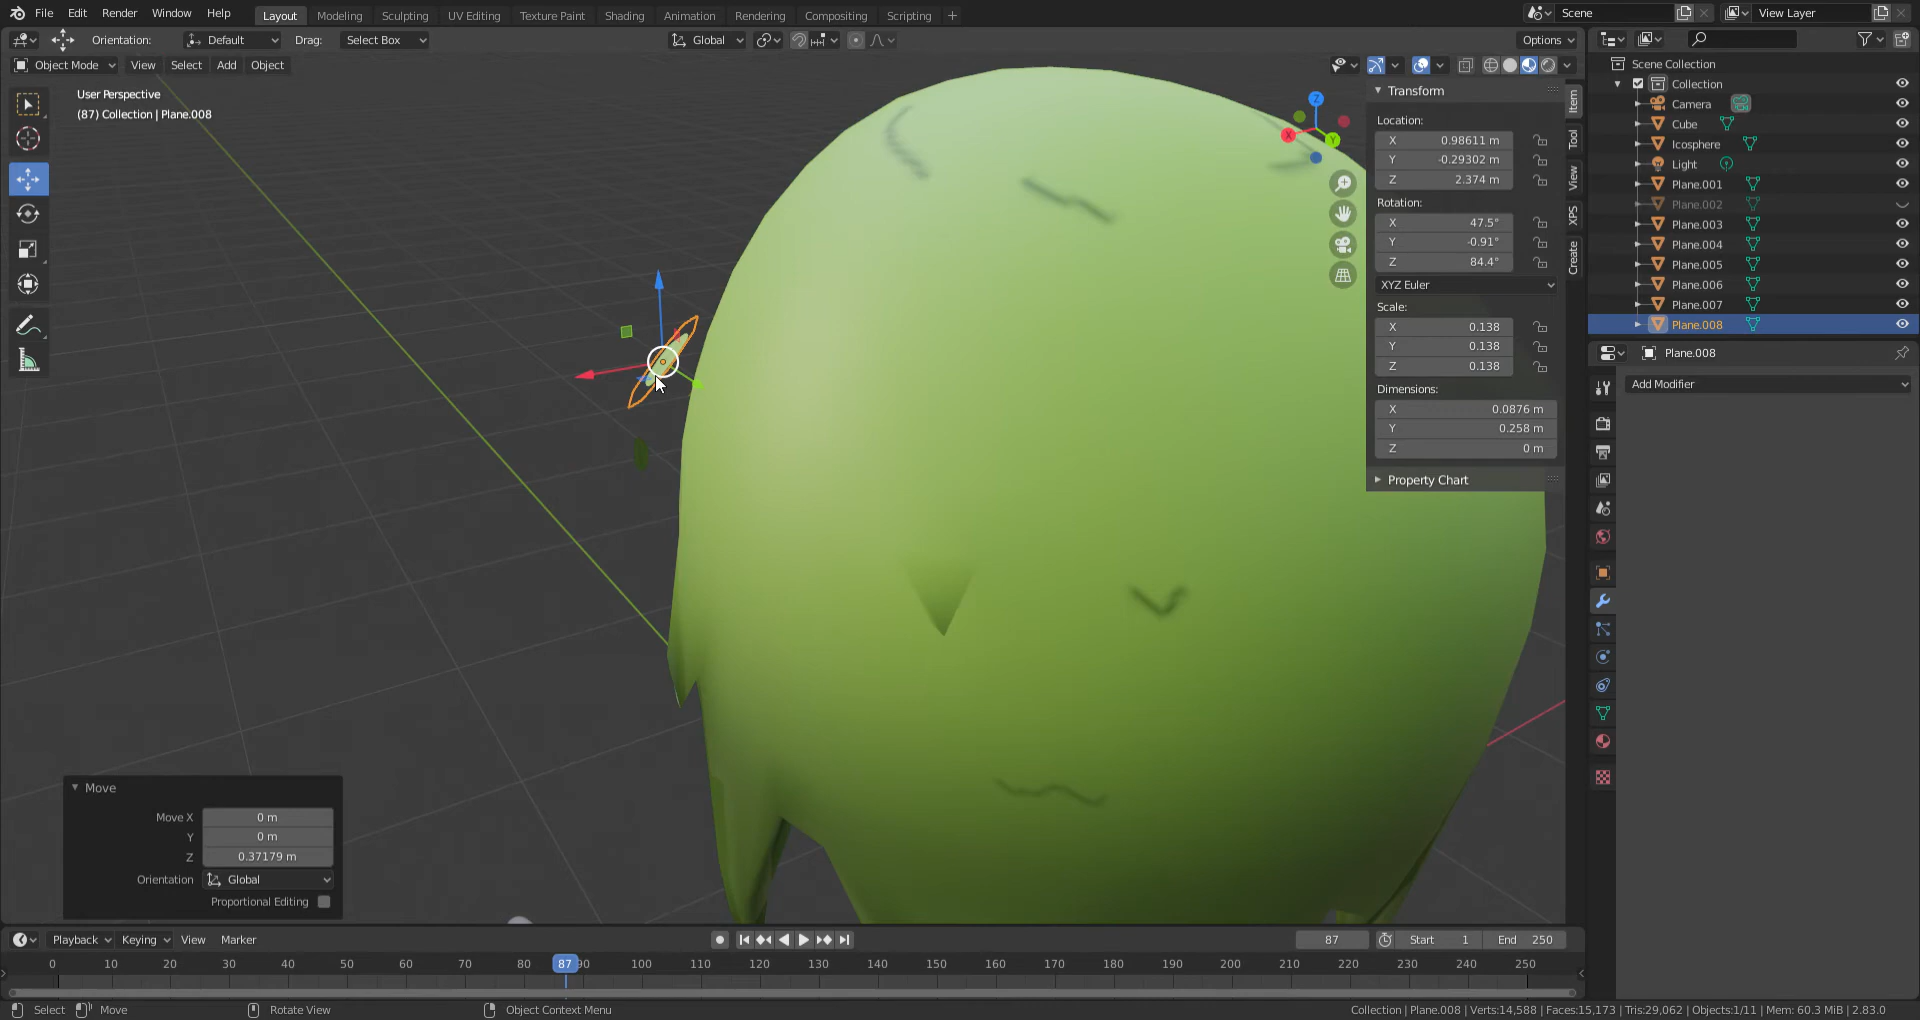 File Edit Render Window Help Layout Modeling Sculpting UV Editing Texture Paint Shading Animation Rendering Compositing Scripting + Scene View Layer
Orientation: Default Drag: Select Box Global Options
Object Mode View Select Add Object
User Perspective
(87) Collection | Plane.008
Z
X
Y
Transform
Location:
X 0.98611 m
Y -0.29302 m
Z 2.374 m
Rotation:
X 47.5°
Y -0.91°
Z 84.4°
XYZ Euler
Scale:
X 0.138
Y 0.138
Z 0.138
Dimensions:
X 0.0876 m
Y 0.258 m
Z 0 m
Property Chart
Item
Tool
View
XPS
Create
Scene Collection
Collection
Camera
Cube
Icosphere
Light
Plane.001
Plane.002
Plane.003
Plane.004
Plane.005
Plane.006
Plane.007
Plane.008
Plane.008
Add Modifier
Move
Move X 0 m
Y 0 m
Z 0.37179 m
Orientation Global
Proportional Editing
Playback Keying View Marker 87 Start 1 End 250
0 10 20 30 40 50 60 70 80 87 90 100 110 120 130 140 150 160 170 180 190 200 210 220 230 240 250
Select Move Rotate View Object Context Menu Collection | Plane.008 | Verts:14,588 | Faces:15,173 | Tris:29,062 | Objects:1/11 | Mem: 60.3 MiB | 2.83.0